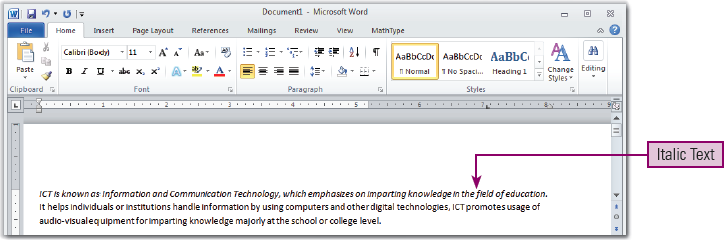 Document1 - Microsoft Word
File Home Insert Page Layout References Mailings Review View MathType
Calibri (Body) 11
Paste
B I U abc x₂ x²
AaBbCcDc AaBbCcDc AaBbCc
¶ Normal ¶ No Spaci... Heading 1
Change Styles
Editing
Clipboard Font Paragraph Styles
Italic Text
ICT is known as Information and Communication Technology, which emphasizes on imparting knowledge in the field of education.
It helps individuals or institutions handle information by using computers and other digital technologies, ICT promotes usage of
audio-visual equipment for imparting knowledge majorly at the school or college level.